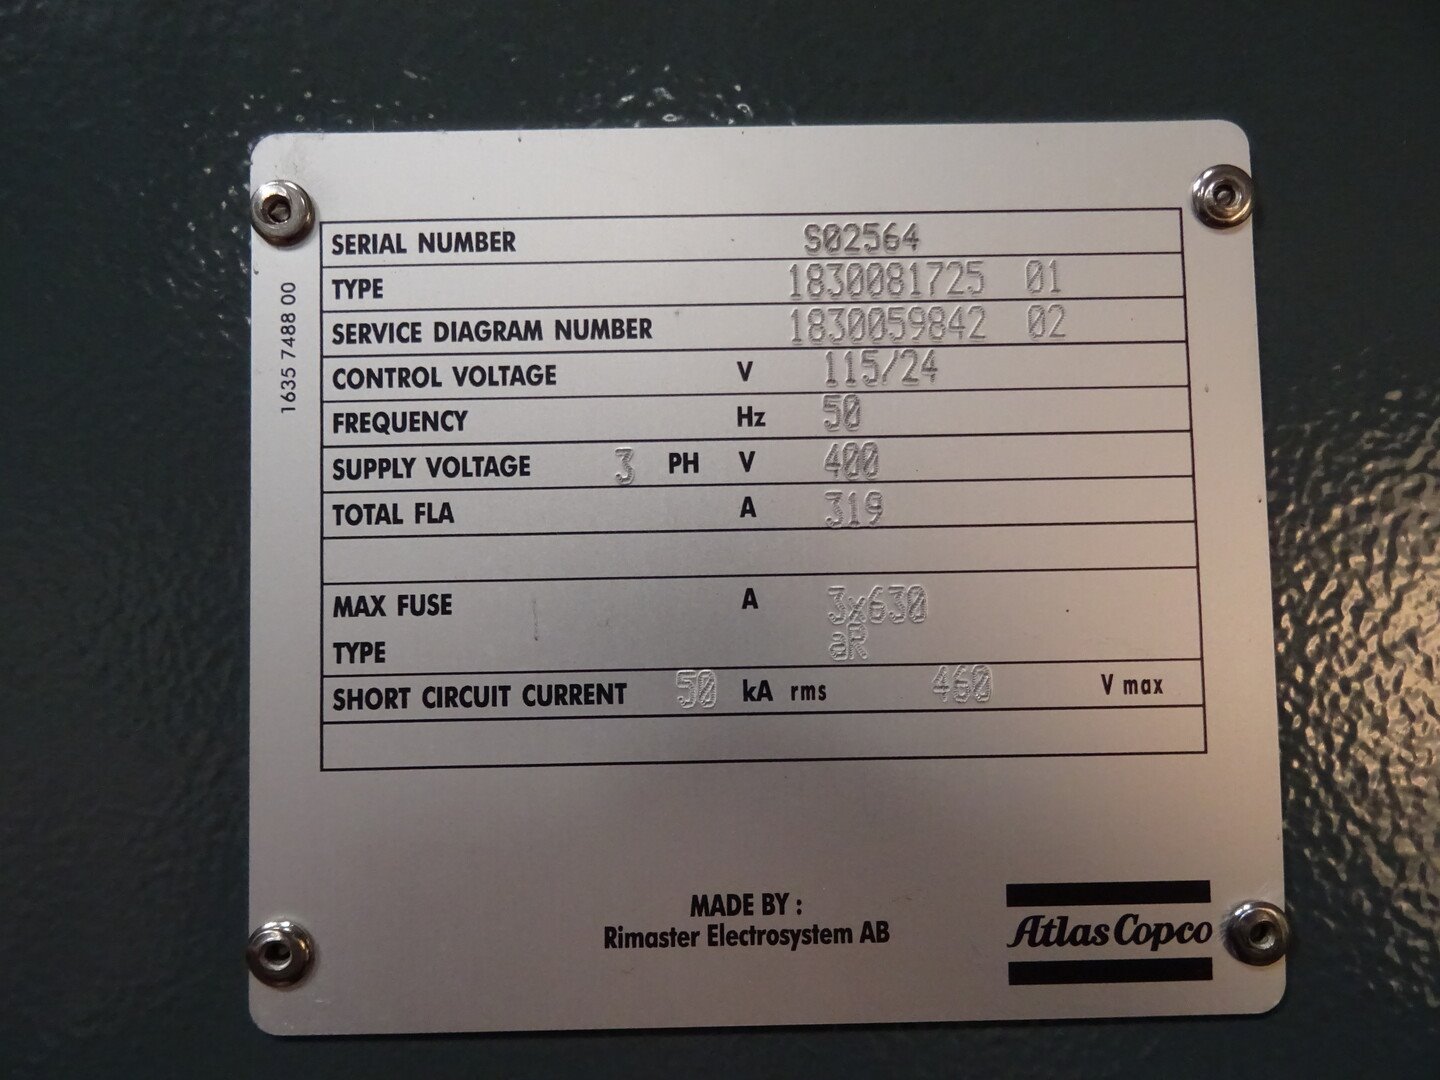 SERIAL NUMBER S02564
TYPE 1830081725 01
SERVICE DIAGRAM NUMBER 1830059842 02
CONTROL VOLTAGE V 115/24
FREQUENCY Hz 50
SUPPLY VOLTAGE 3 PH V 400
TOTAL FLA A 319
MAX FUSE A 3x630
TYPE aR
SHORT CIRCUIT CURRENT 50 kA rms 460 V max
1635 7488 00
MADE BY :
Rimaster Electrosystem AB
Atlas Copco